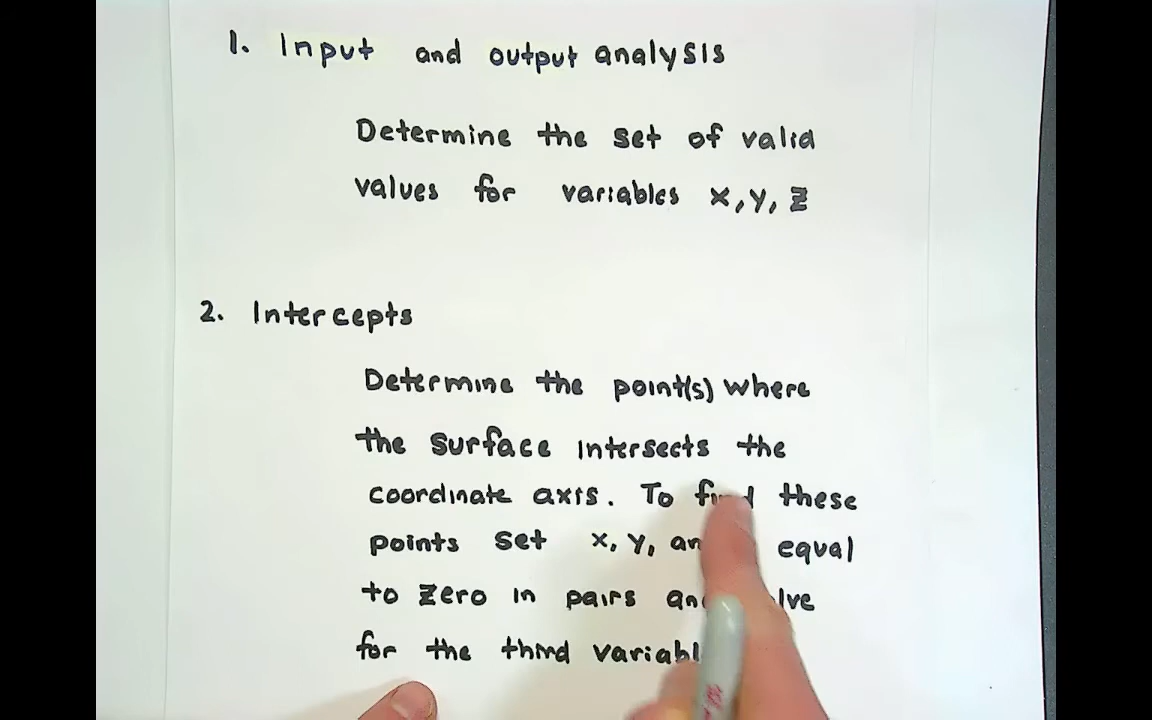 1. Input and output analysis
Determine the set of valid
values for variables x, y, z
2. Intercepts
Determine the point(s) where
the surface intersects the
coordinate axis. To find these
points set x, y, equal
to zero in pairs
for the third